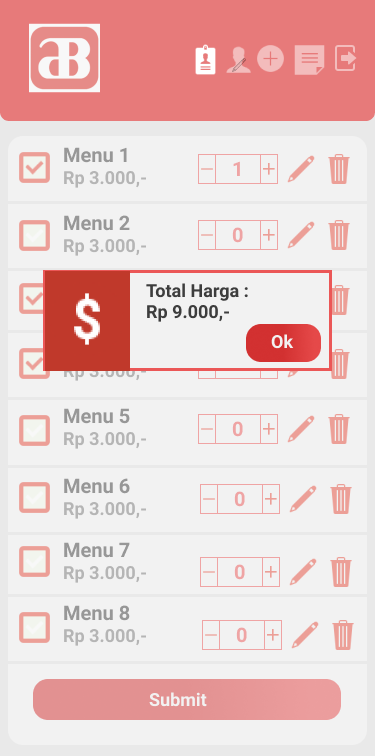 aB
Menu 1
Rp 3.000,-
1
Menu 2
Rp 3.000,-
0
$
Total Harga :
Rp 9.000,-
Ok
Rp 3.000,-
Menu 5
Rp 3.000,-
0
Menu 6
Rp 3.000,-
0
Menu 7
Rp 3.000,-
0
Menu 8
Rp 3.000,-
0
Submit